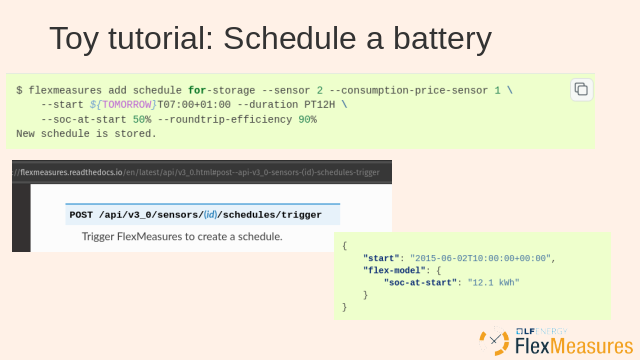 Toy tutorial: Schedule a battery
$ flexmeasures add schedule for-storage --sensor 2 --consumption-price-sensor 1 \
--start ${TOMORROW}T07:00+01:00 --duration PT12H \
--soc-at-start 50% --roundtrip-efficiency 90%
New schedule is stored.
://flexmeasures.readthedocs.io/en/latest/api/v3_0.html#post--api-v3_0-sensors-(id)-schedules-trigger
POST /api/v3_0/sensors/(id)/schedules/trigger
Trigger FlexMeasures to create a schedule.
{
"start": "2015-06-02T10:00:00+00:00",
"flex-model": {
"soc-at-start": "12.1 kWh"
}
}
LFENERGY
FlexMeasures